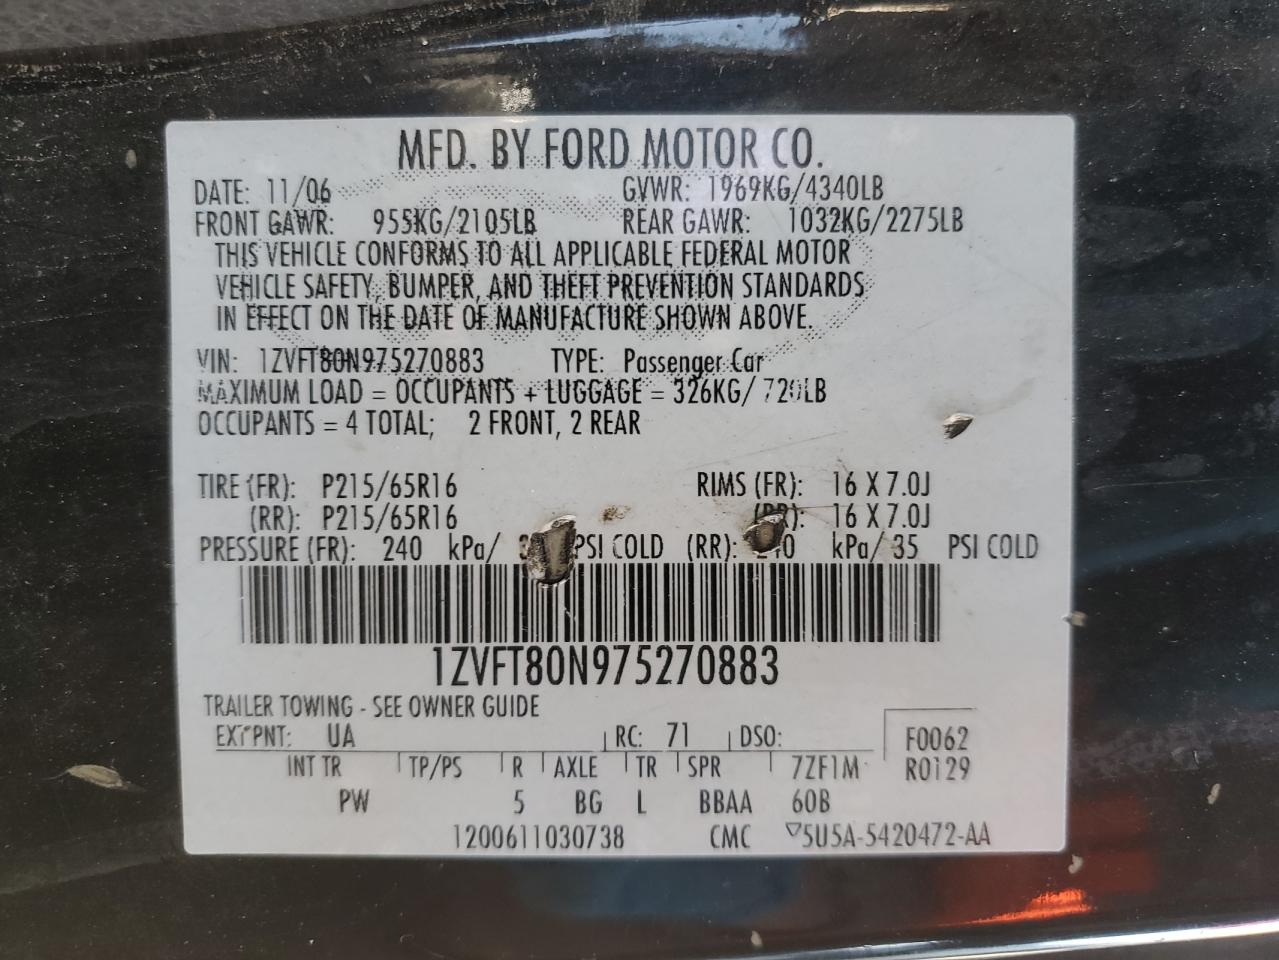 MFD. BY FORD MOTOR CO.
DATE: 11/06 GVWR: 1969KG/4340LB
FRONT GAWR: 955KG/2105LB REAR GAWR: 1032KG/2275LB
THIS VEHICLE CONFORMS TO ALL APPLICABLE FEDERAL MOTOR
VEHICLE SAFETY, BUMPER, AND THEFT PREVENTION STANDARDS
IN EFFECT ON THE DATE OF MANUFACTURE SHOWN ABOVE.
VIN: 1ZVFT80N975270883 TYPE: Passenger Car
MAXIMUM LOAD = OCCUPANTS + LUGGAGE = 326KG/ 720LB
OCCUPANTS = 4 TOTAL; 2 FRONT, 2 REAR
TIRE (FR): P215/65R16 RIMS (FR): 16 X 7.0J
(RR): P215/65R16 (RR): 16 X 7.0J
PRESSURE (FR): 240 kPa/ PSI COLD (RR): kPa/ 35 PSI COLD
1ZVFT80N975270883
TRAILER TOWING - SEE OWNER GUIDE
EXT PNT: UA RC: 71 DSO: F0062
INT TR TP/PS R AXLE TR SPR 7ZF1M R0129
PW 5 BG L BBAA 60B
1200611030738 CMC ▽5U5A-5420472-AA